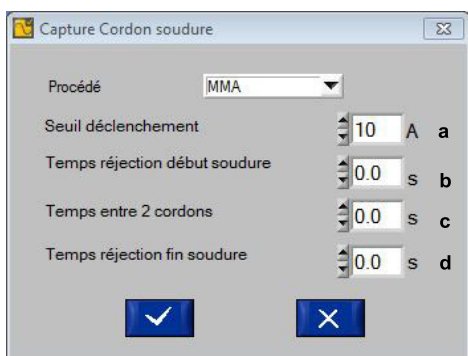 Capture Cordon soudure
Procédé MMA
Seuil déclenchement 10 A a
Temps réjection début soudure 0.0 s b
Temps entre 2 cordons 0.0 s c
Temps réjection fin soudure 0.0 s d